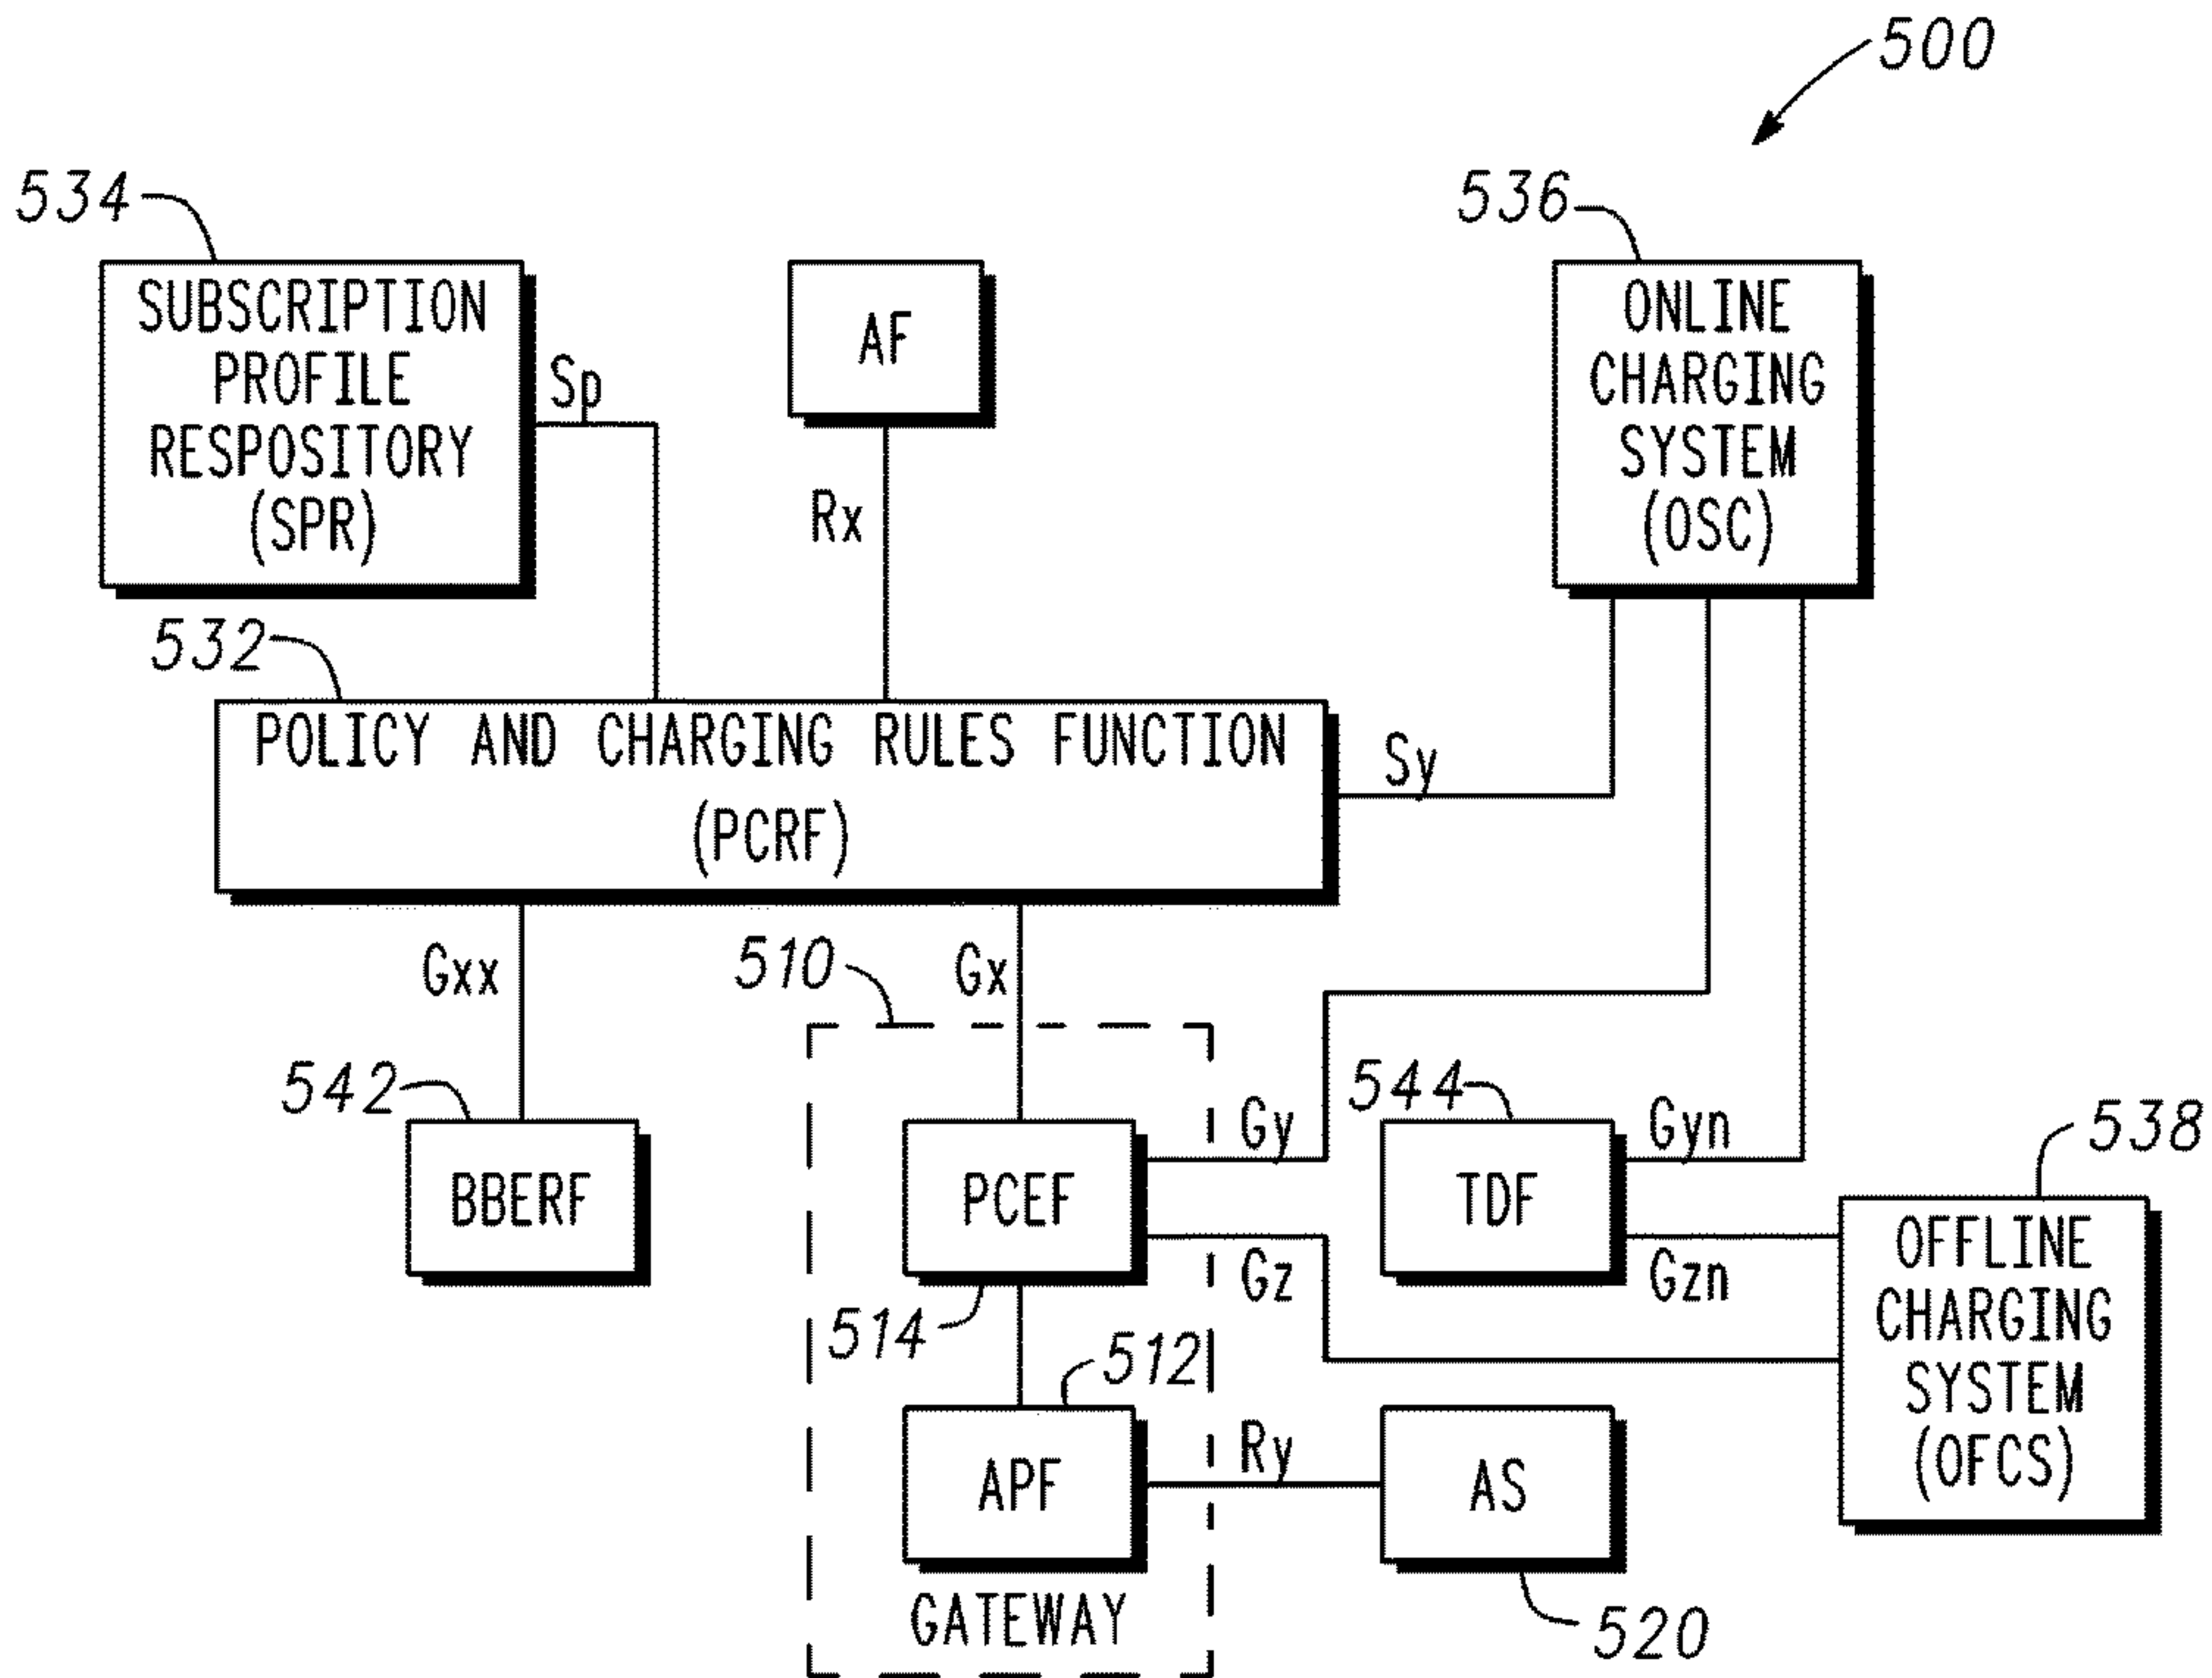 500
534
536
SUBSCRIPTION
PROFILE
RESPOSITORY
(SPR)
Sp
AF
ONLINE
CHARGING
SYSTEM
(OSC)
Rx
532
POLICY AND CHARGING RULES FUNCTION
(PCRF)
Sy
Gxx
510
Gx
542
BBERF
PCEF
Gy
544
TDF
Gyn
538
Gz
Gzn
OFFLINE
CHARGING
SYSTEM
(OFCS)
514
512
APF
Ry
AS
GATEWAY
520